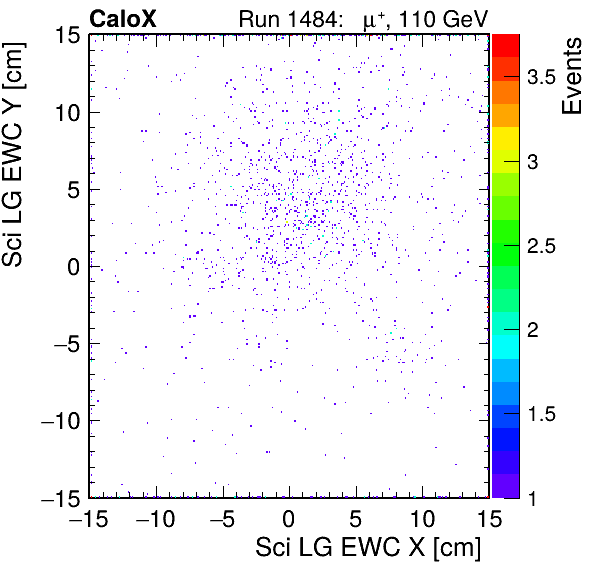 CaloX Run 1484: μ⁺, 110 GeV
Sci LG EWC Y [cm]
15
10
5
0
−5
−10
−15
−15 −10 −5 0 5 10 15
Sci LG EWC X [cm]
Events
3.5
3
2.5
2
1.5
1